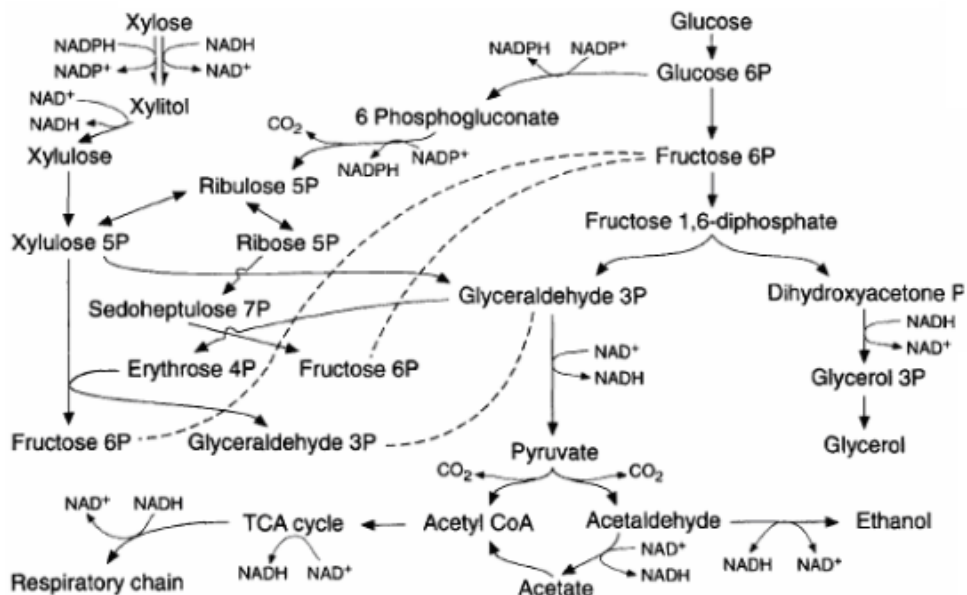 Xylose
NADPH
NADH
NADP+
NAD+
NAD+
Xylitol
NADH
Xylulose
Xylulose 5P
Glucose
NADPH
NADP+
Glucose 6P
6 Phosphogluconate
CO2
NADPH
NADP+
Fructose 6P
Ribulose 5P
Fructose 1,6-diphosphate
Ribose 5P
Glyceraldehyde 3P
Dihydroxyacetone P
Sedoheptulose 7P
NADH
NAD+
NAD+
NADH
Erythrose 4P
Fructose 6P
Glycerol 3P
Fructose 6P
Glyceraldehyde 3P
Glycerol
Pyruvate
CO2
CO2
NAD+
NADH
TCA cycle
Acetyl CoA
Acetaldehyde
Ethanol
NAD+
NADH
NADH
NAD+
NADH
NAD+
Respiratory chain
Acetate